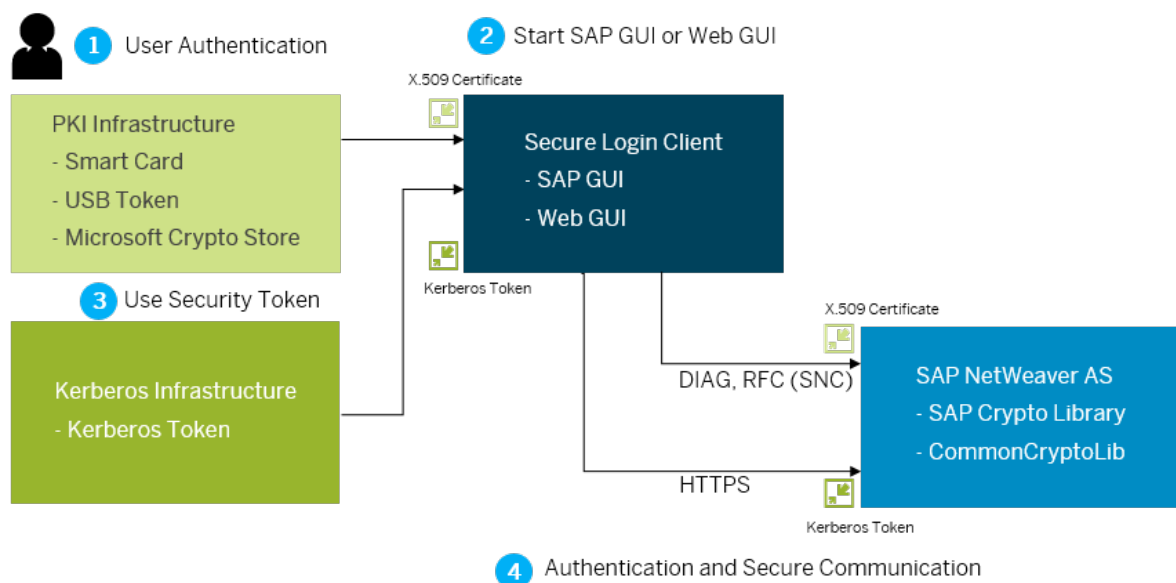 1 User Authentication
2 Start SAP GUI or Web GUI
X.509 Certificate
PKI Infrastructure
- Smart Card
- USB Token
- Microsoft Crypto Store
Secure Login Client
- SAP GUI
- Web GUI
Kerberos Token
3 Use Security Token
X.509 Certificate
Kerberos Infrastructure
- Kerberos Token
DIAG, RFC (SNC)
HTTPS
SAP NetWeaver AS
- SAP Crypto Library
- CommonCryptoLib
Kerberos Token
4 Authentication and Secure Communication